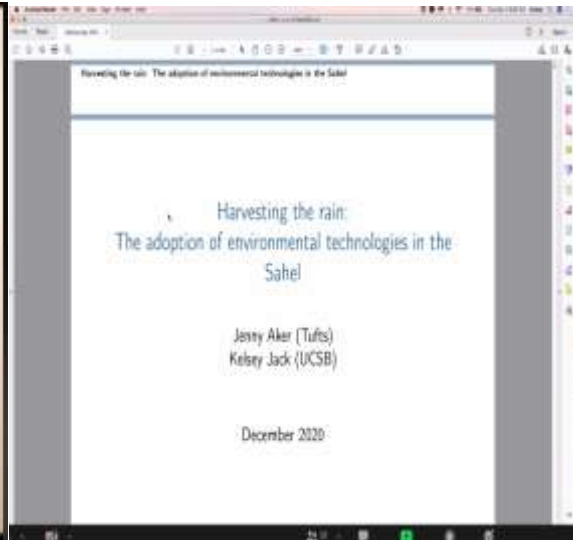 Harvesting the rain: The adoption of environmental technologies in the Sahel
Harvesting the rain:
The adoption of environmental technologies in the
Sahel
Jenny Aker (Tufts)
Kelsey Jack (UCSB)
December 2020